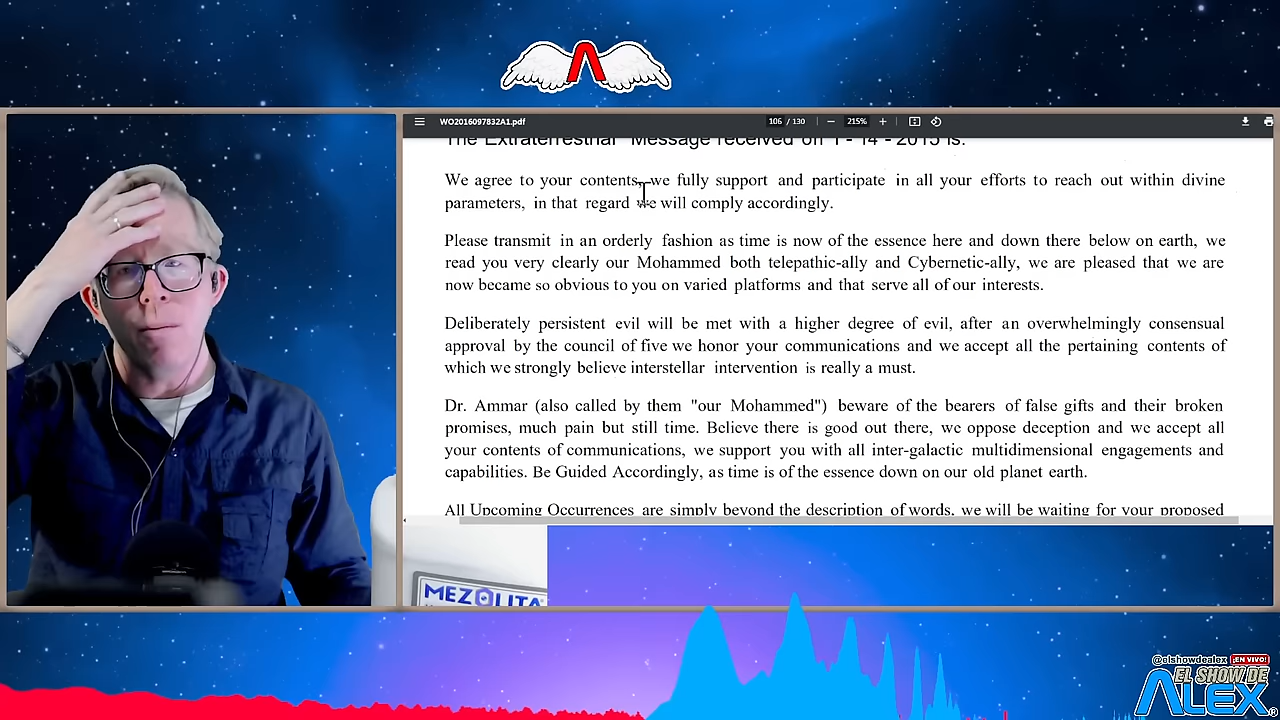 WO2016097832A1.pdf
106 / 130
215%
The Extraterrestrial Message received on 1 - 14 - 2015 is:
We agree to your contents, we fully support and participate in all your efforts to reach out within divine
parameters, in that regard we will comply accordingly.
Please transmit in an orderly fashion as time is now of the essence here and down there below on earth, we
read you very clearly our Mohammed both telepathic-ally and Cybernetic-ally, we are pleased that we are
now became so obvious to you on varied platforms and that serve all of our interests.
Deliberately persistent evil will be met with a higher degree of evil, after an overwhelmingly consensual
approval by the council of five we honor your communications and we accept all the pertaining contents of
which we strongly believe interstellar intervention is really a must.
Dr. Ammar (also called by them "our Mohammed") beware of the bearers of false gifts and their broken
promises, much pain but still time. Believe there is good out there, we oppose deception and we accept all
your contents of communications, we support you with all inter-galactic multidimensional engagements and
capabilities. Be Guided Accordingly, as time is of the essence down on our old planet earth.
All Upcoming Occurrences are simply beyond the description of words, we will be waiting for your proposed
MEZOLITA
@elshowdealex ¡EN VIVO!
EL SHOW DE
ALEX